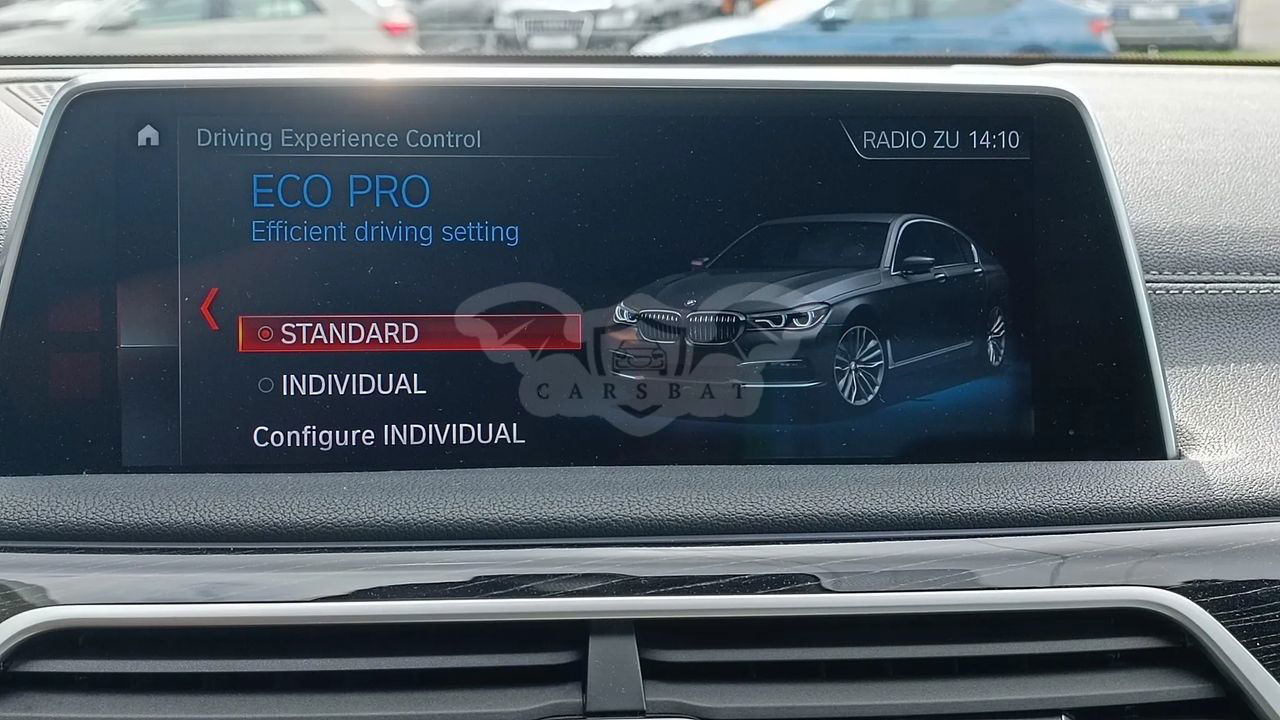 Driving Experience Control
RADIO ZU 14:10
ECO PRO
Efficient driving setting
STANDARD
INDIVIDUAL
Configure INDIVIDUAL
CARSBAT